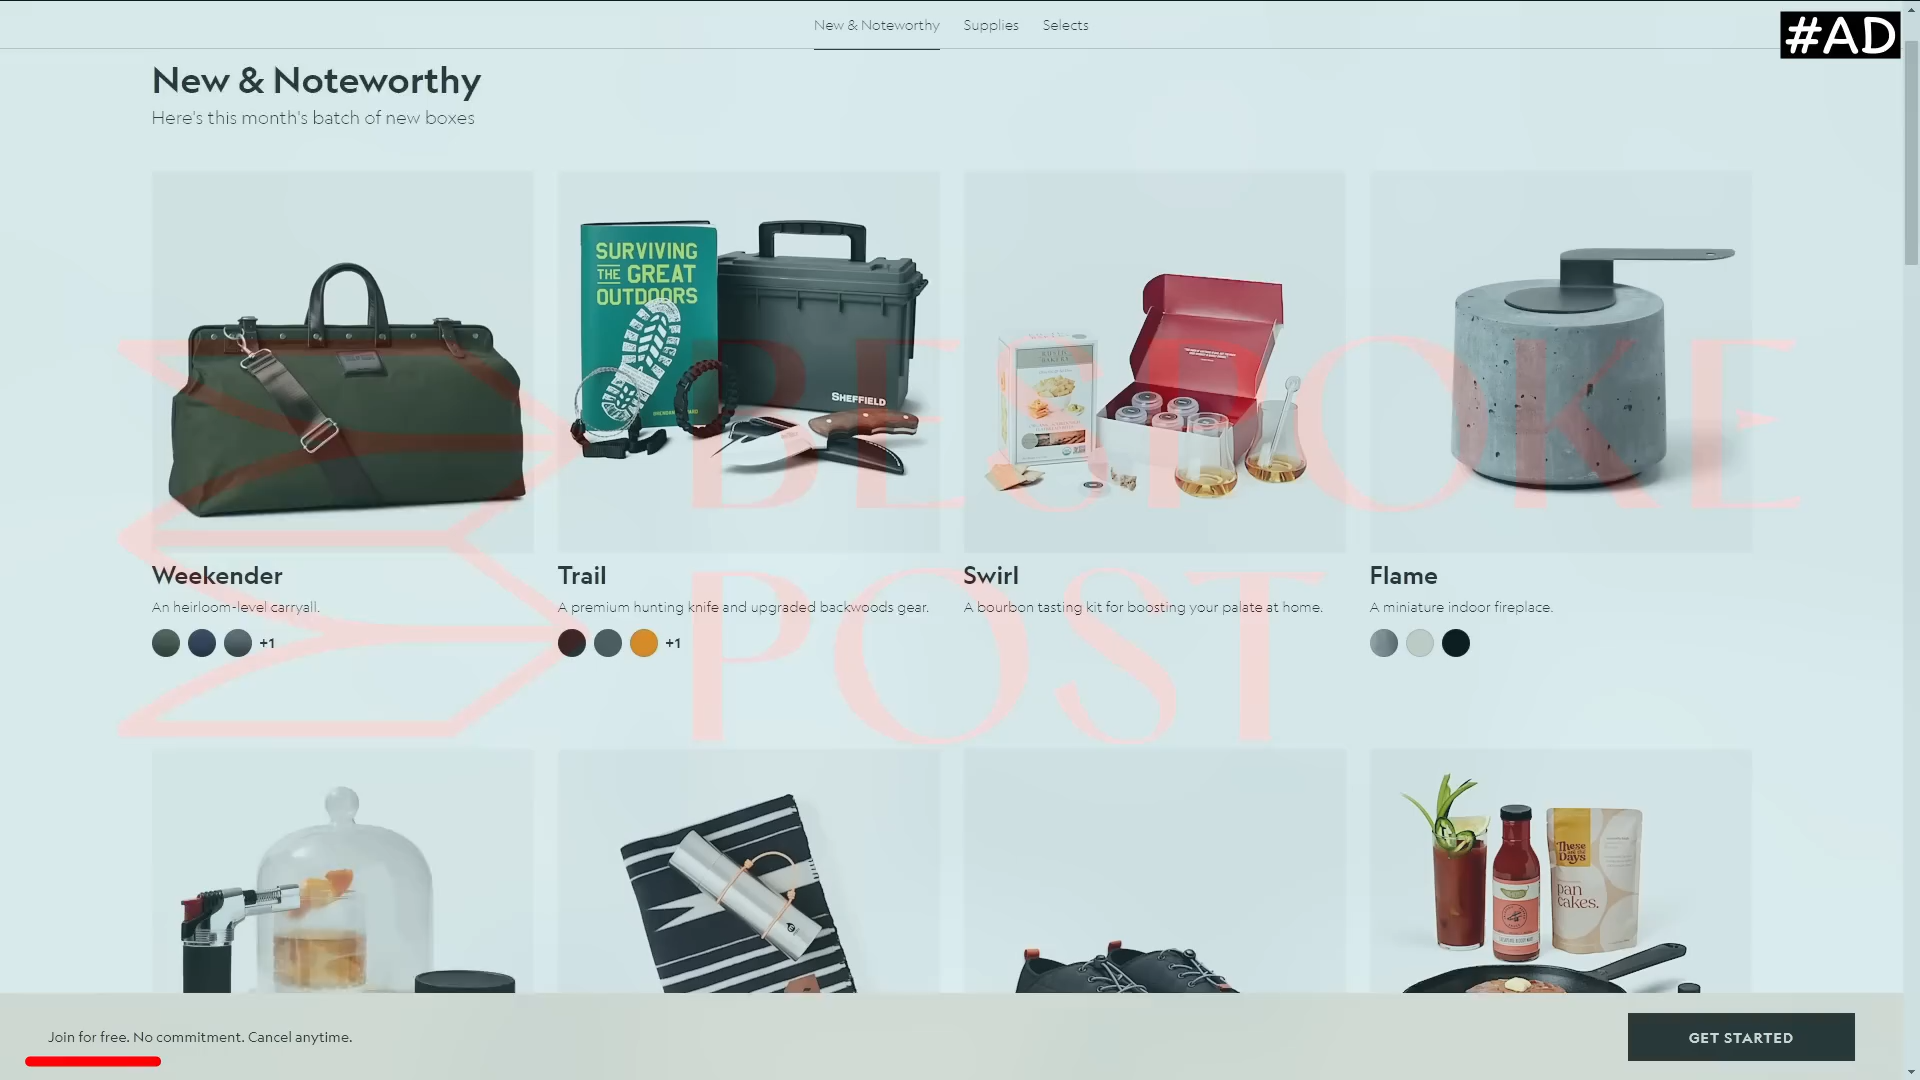 New & Noteworthy Supplies Selects
#AD
New & Noteworthy
Here's this month's batch of new boxes
SURVIVING
THE GREAT
OUTDOORS
SHEFFIELD
BESPOKE
POST
Weekender
An heirloom-level carryall.
+1
Trail
A premium hunting knife and upgraded backwoods gear.
+1
Swirl
A bourbon tasting kit for boosting your palate at home.
Flame
A miniature indoor fireplace.
These
Days
pan
cakes.
Join for free. No commitment. Cancel anytime.
GET STARTED